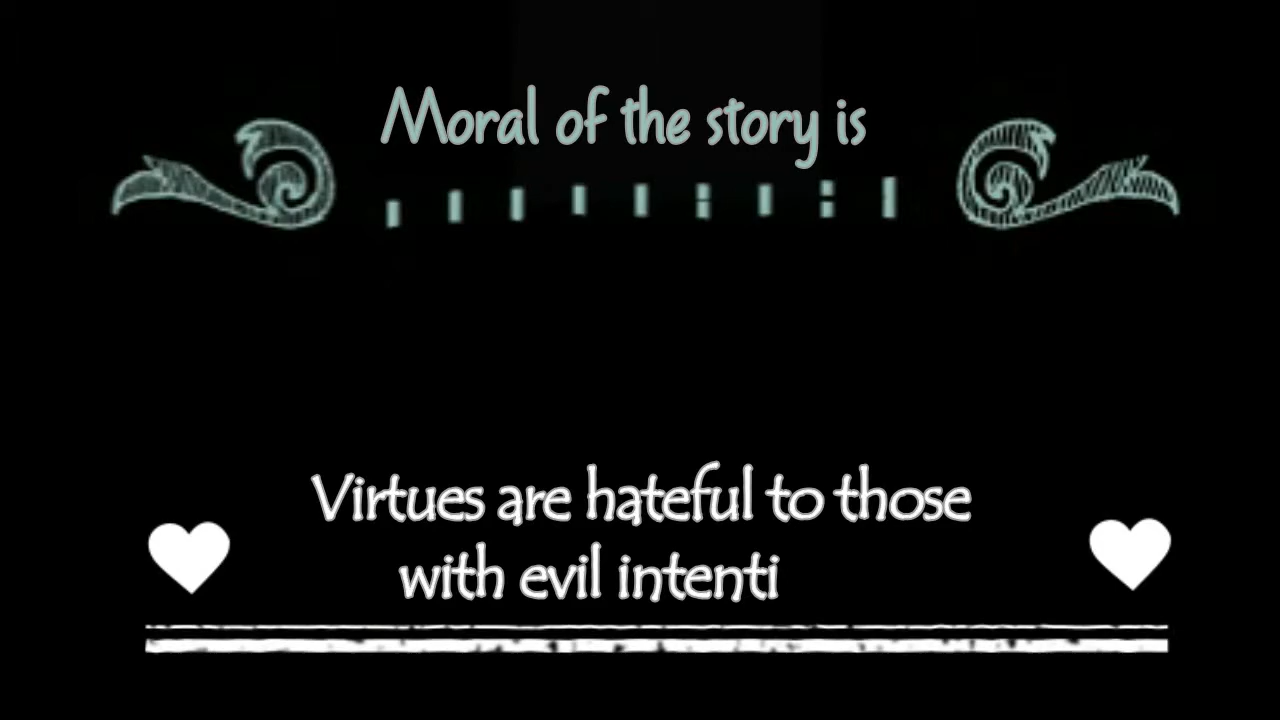 Moral of the story is
Virtues are hateful to those
with evil intenti